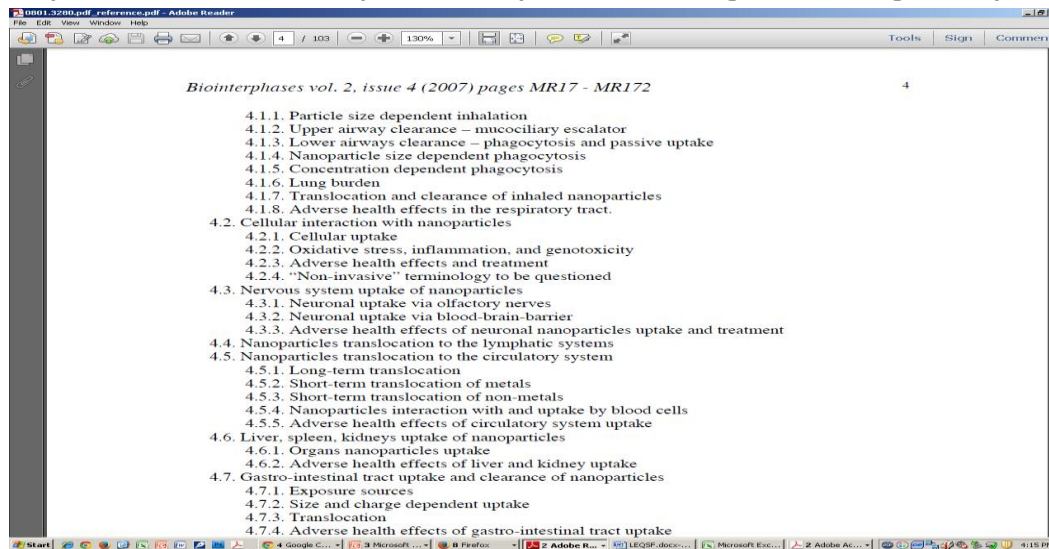 0801.3280.pdf_reference.pdf - Adobe Reader
File Edit View Window Help
4 / 103 130% Tools Sign Commen
Biointerphases vol. 2, issue 4 (2007) pages MR17 - MR172 4
4.1.1. Particle size dependent inhalation
4.1.2. Upper airway clearance – mucociliary escalator
4.1.3. Lower airways clearance – phagocytosis and passive uptake
4.1.4. Nanoparticle size dependent phagocytosis
4.1.5. Concentration dependent phagocytosis
4.1.6. Lung burden
4.1.7. Translocation and clearance of inhaled nanoparticles
4.1.8. Adverse health effects in the respiratory tract.
4.2. Cellular interaction with nanoparticles
4.2.1. Cellular uptake
4.2.2. Oxidative stress, inflammation, and genotoxicity
4.2.3. Adverse health effects and treatment
4.2.4. “Non-invasive” terminology to be questioned
4.3. Nervous system uptake of nanoparticles
4.3.1. Neuronal uptake via olfactory nerves
4.3.2. Neuronal uptake via blood-brain-barrier
4.3.3. Adverse health effects of neuronal nanoparticles uptake and treatment
4.4. Nanoparticles translocation to the lymphatic systems
4.5. Nanoparticles translocation to the circulatory system
4.5.1. Long-term translocation
4.5.2. Short-term translocation of metals
4.5.3. Short-term translocation of non-metals
4.5.4. Nanoparticles interaction with and uptake by blood cells
4.5.5. Adverse health effects of circulatory system uptake
4.6. Liver, spleen, kidneys uptake of nanoparticles
4.6.1. Organs nanoparticles uptake
4.6.2. Adverse health effects of liver and kidney uptake
4.7. Gastro-intestinal tract uptake and clearance of nanoparticles
4.7.1. Exposure sources
4.7.2. Size and charge dependent uptake
4.7.3. Translocation
4.7.4. Adverse health effects of gastro-intestinal tract uptake
Start 4 Google C... 3 Microsoft ... 8 Firefox 2 Adobe R... LEQSF.docx-... Microsoft Exc... 2 Adobe Ac... 4:15 P